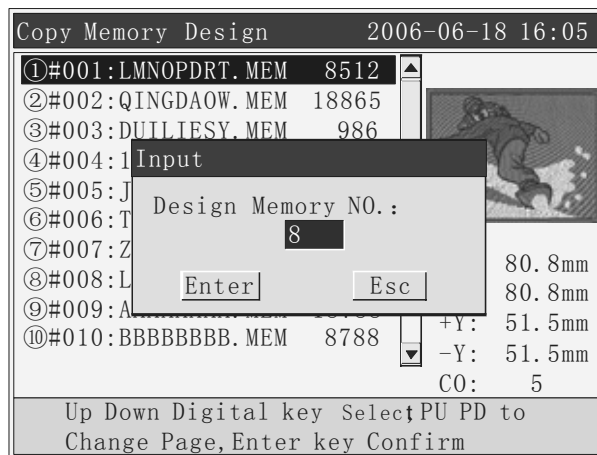 Copy Memory Design 2006-06-18 16:05
①#001:LMNOPDRT.MEM 8512
②#002:QINGDAOW.MEM 18865
③#003:DUILIESY.MEM 986
④#004:1
Input
⑤#005:J
Design Memory NO.:
⑥#006:T
8
⑦#007:Z
80.8mm
⑧#008:L
Enter Esc
80.8mm
⑨#009:
+Y: 51.5mm
⑩#010:BBBBBBBB.MEM 8788
-Y: 51.5mm
CO: 5
Up Down Digital key Select,PU PD to
Change Page,Enter key Confirm